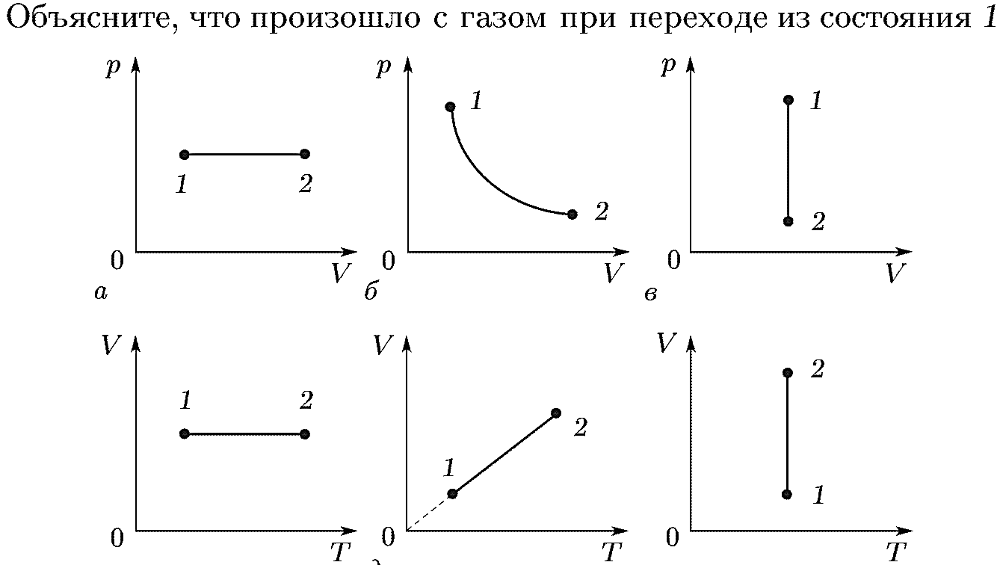 Объясните, что произошло с газом при переходе из состояния 1
p p p
1 1
1 2 2 2
0 V 0 V 0 V
а б в
V V V
1 2 2
2
1 1
0 T 0 T 0 T